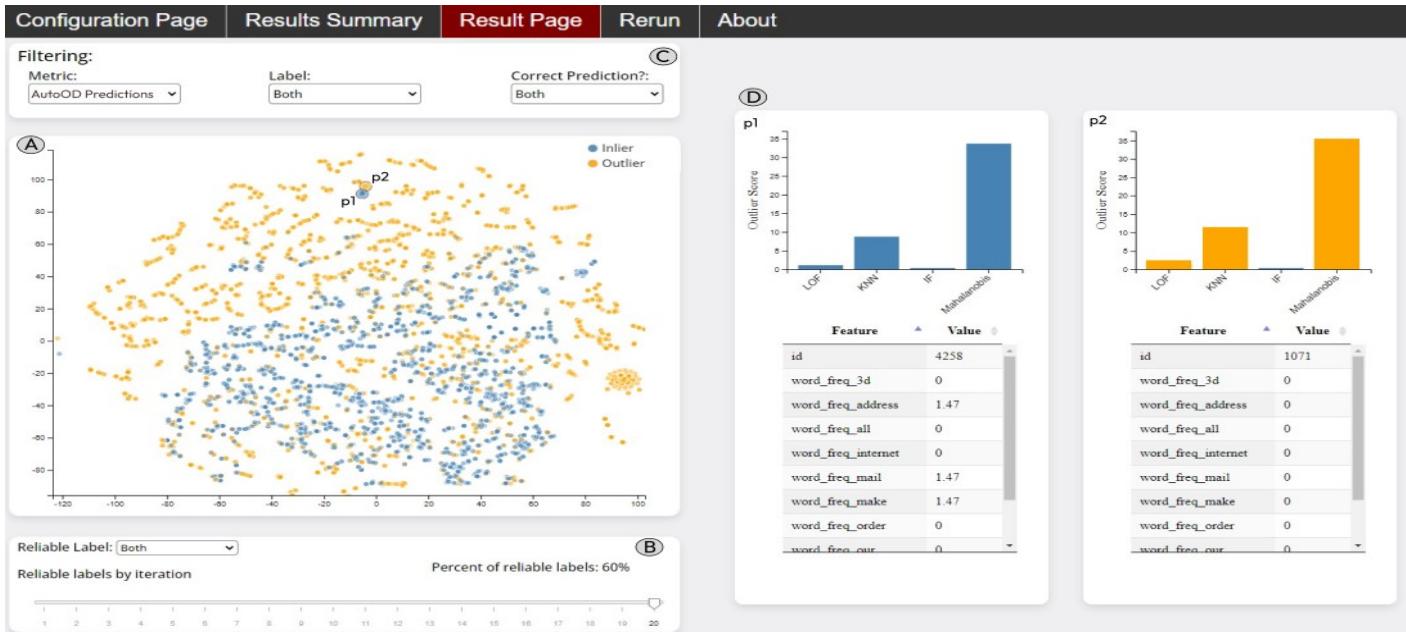 Configuration Page Results Summary Result Page Rerun About
Filtering:
C
Metric: Label: Correct Prediction?:
AutoOD Predictions Both Both
A
Inlier
Outlier
p2
p1
100
80
60
40
20
0
-20
-40
-60
-80
-120 -100 -80 -60 -40 -20 0 20 40 60 80 100
Reliable Label: Both
B
Reliable labels by iteration
Percent of reliable labels: 60%
1 2 3 4 5 6 7 8 9 10 11 12 13 14 15 16 17 18 19 20
D
p1
Outlier Score
35
30
25
20
15
10
5
0
LOF KNN IF Mahalanobis
Feature Value
id 4258
word_freq_3d 0
word_freq_address 1.47
word_freq_all 0
word_freq_internet 0
word_freq_mail 1.47
word_freq_make 1.47
word_freq_order 0
word_freq_our 0
p2
Outlier Score
35
30
25
20
15
10
5
0
LOF KNN IF Mahalanobis
Feature Value
id 1071
word_freq_3d 0
word_freq_address 0
word_freq_all 0
word_freq_internet 0
word_freq_mail 0
word_freq_make 0
word_freq_order 0
word_freq_our 0